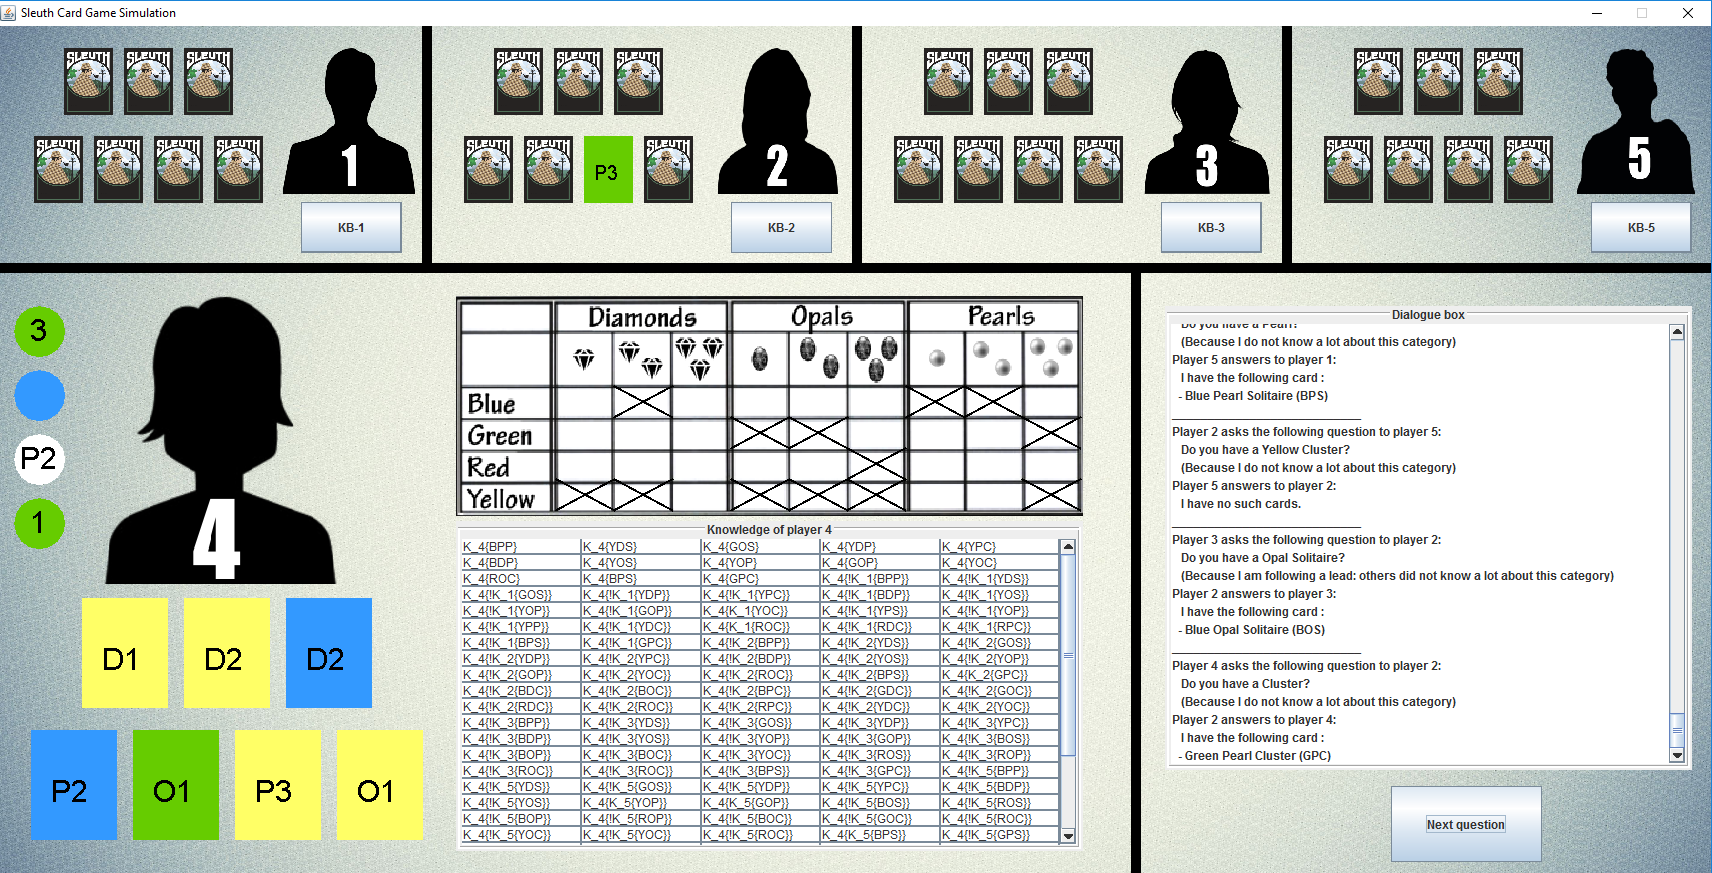 Sleuth Card Game Simulation
SLEUTH SLEUTH SLEUTH
SLEUTH SLEUTH SLEUTH SLEUTH
1
KB-1
SLEUTH SLEUTH SLEUTH
SLEUTH SLEUTH P3 SLEUTH
2
KB-2
SLEUTH SLEUTH SLEUTH
SLEUTH SLEUTH SLEUTH SLEUTH
3
KB-3
SLEUTH SLEUTH SLEUTH
SLEUTH SLEUTH SLEUTH SLEUTH
5
KB-5
3
P2
1
4
D1 D2 D2
P2 O1 P3 O1
Diamonds Opals Pearls
Blue
Green
Red
Yellow
Knowledge of player 4
K_4{BPP} K_4{YDS} K_4{GOS} K_4{YDP} K_4{YPC}
K_4{BDP} K_4{YOS} K_4{YOP} K_4{GOP} K_4{YOC}
K_4{ROC} K_4{BPS} K_4{GPC} K_4{!K_1{BPP}} K_4{!K_1{YDS}}
K_4{!K_1{GOS}} K_4{!K_1{YDP}} K_4{!K_1{YPC}} K_4{!K_1{BDP}} K_4{!K_1{YOS}}
K_4{!K_1{YOP}} K_4{!K_1{GOP}} K_4{K_1{YOC}} K_4{!K_1{YPS}} K_4{!K_1{YOP}}
K_4{!K_1{YPP}} K_4{!K_1{YDC}} K_4{K_1{ROC}} K_4{!K_1{RDC}} K_4{!K_1{RPC}}
K_4{!K_1{BPS}} K_4{!K_1{GPC}} K_4{!K_2{BPP}} K_4{!K_2{YDS}} K_4{!K_2{GOS}}
K_4{!K_2{YDP}} K_4{!K_2{YPC}} K_4{!K_2{BDP}} K_4{!K_2{YOS}} K_4{!K_2{YOP}}
K_4{!K_2{GOP}} K_4{!K_2{YOC}} K_4{!K_2{ROC}} K_4{!K_2{BPS}} K_4{K_2{GPC}}
K_4{!K_2{BDC}} K_4{!K_2{BOC}} K_4{!K_2{BPC}} K_4{!K_2{GDC}} K_4{!K_2{GOC}}
K_4{!K_2{RDC}} K_4{!K_2{ROC}} K_4{!K_2{RPC}} K_4{!K_2{YDC}} K_4{!K_2{YOC}}
K_4{!K_3{BPP}} K_4{!K_3{YDS}} K_4{!K_3{GOS}} K_4{!K_3{YDP}} K_4{!K_3{YPC}}
K_4{!K_3{BDP}} K_4{!K_3{YOS}} K_4{!K_3{YOP}} K_4{!K_3{GOP}} K_4{!K_3{BOS}}
K_4{!K_3{BOP}} K_4{!K_3{BOC}} K_4{!K_3{YOC}} K_4{!K_3{ROS}} K_4{!K_3{ROP}}
K_4{!K_3{ROC}} K_4{!K_3{ROC}} K_4{!K_3{BPS}} K_4{!K_3{GPC}} K_4{!K_5{BPP}}
K_4{!K_5{YDS}} K_4{!K_5{GOS}} K_4{!K_5{YDP}} K_4{!K_5{YPC}} K_4{!K_5{BDP}}
K_4{!K_5{YOS}} K_4{K_5{YOP}} K_4{K_5{GOP}} K_4{!K_5{BOS}} K_4{!K_5{ROS}}
K_4{!K_5{BOP}} K_4{!K_5{ROP}} K_4{!K_5{BOC}} K_4{!K_5{GOC}} K_4{!K_5{ROC}}
K_4{!K_5{YOC}} K_4{!K_5{YOC}} K_4{!K_5{ROC}} K_4{K_5{BPS}} K_4{!K_5{GPS}}
Dialogue box
Do you have a Pearl?
(Because I do not know a lot about this category)
Player 5 answers to player 1:
I have the following card :
- Blue Pearl Solitaire (BPS)
Player 2 asks the following question to player 5:
Do you have a Yellow Cluster?
(Because I do not know a lot about this category)
Player 5 answers to player 2:
I have no such cards.
Player 3 asks the following question to player 2:
Do you have a Opal Solitaire?
(Because I am following a lead: others did not know a lot about this category)
Player 2 answers to player 3:
I have the following card :
- Blue Opal Solitaire (BOS)
Player 4 asks the following question to player 2:
Do you have a Cluster?
(Because I do not know a lot about this category)
Player 2 answers to player 4:
I have the following card :
- Green Pearl Cluster (GPC)
Next question